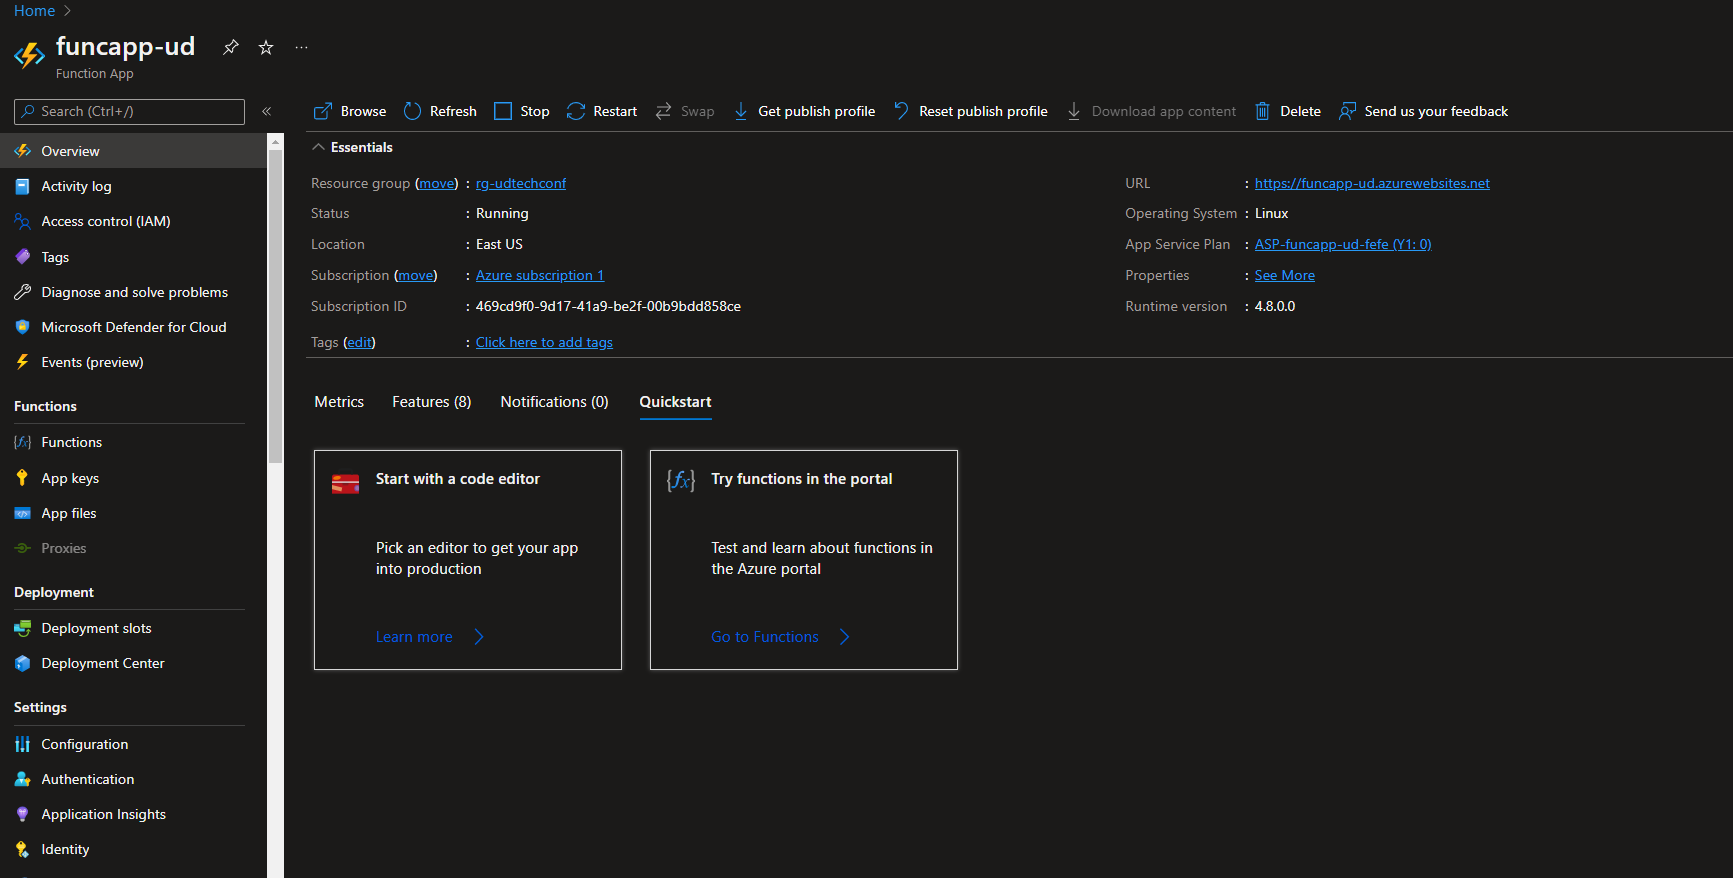 Home
funcapp-ud
Function App
Search (Ctrl+/)
Overview
Activity log
Access control (IAM)
Tags
Diagnose and solve problems
Microsoft Defender for Cloud
Events (preview)
Functions
Functions
App keys
App files
Proxies
Deployment
Deployment slots
Deployment Center
Settings
Configuration
Authentication
Application Insights
Identity
Browse Refresh Stop Restart Swap Get publish profile Reset publish profile Download app content Delete Send us your feedback
Essentials
Resource group (move) : rg-udtechconf
Status : Running
Location : East US
Subscription (move) : Azure subscription 1
Subscription ID : 469cd9f0-9d17-41a9-be2f-00b9bdd858ce
Tags (edit) : Click here to add tags
URL : https://funcapp-ud.azurewebsites.net
Operating System : Linux
App Service Plan : ASP-funcapp-ud-fefe (Y1: 0)
Properties : See More
Runtime version : 4.8.0.0
Metrics Features (8) Notifications (0) Quickstart
Start with a code editor
Pick an editor to get your app
into production
Learn more
Try functions in the portal
Test and learn about functions in
the Azure portal
Go to Functions